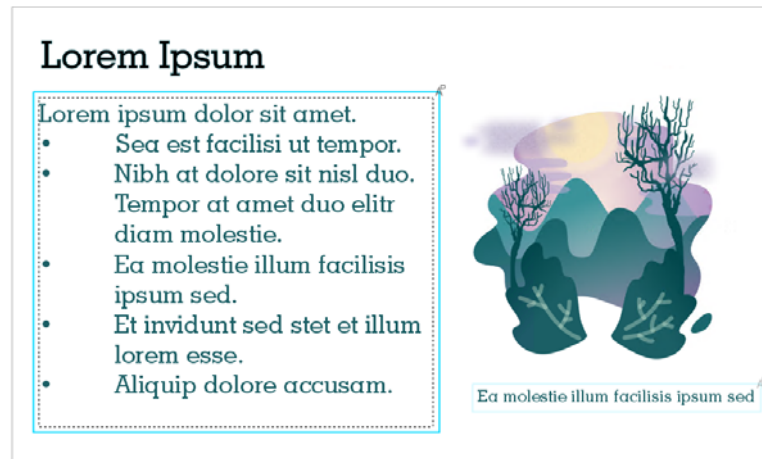 Lorem Ipsum
Lorem ipsum dolor sit amet.
• Sea est facilisi ut tempor.
• Nibh at dolore sit nisl duo.
Tempor at amet duo elitr
diam molestie.
• Ea molestie illum facilisis
ipsum sed.
• Et invidunt sed stet et illum
lorem esse.
• Aliquip dolore accusam.
Ea molestie illum facilisis ipsum sed